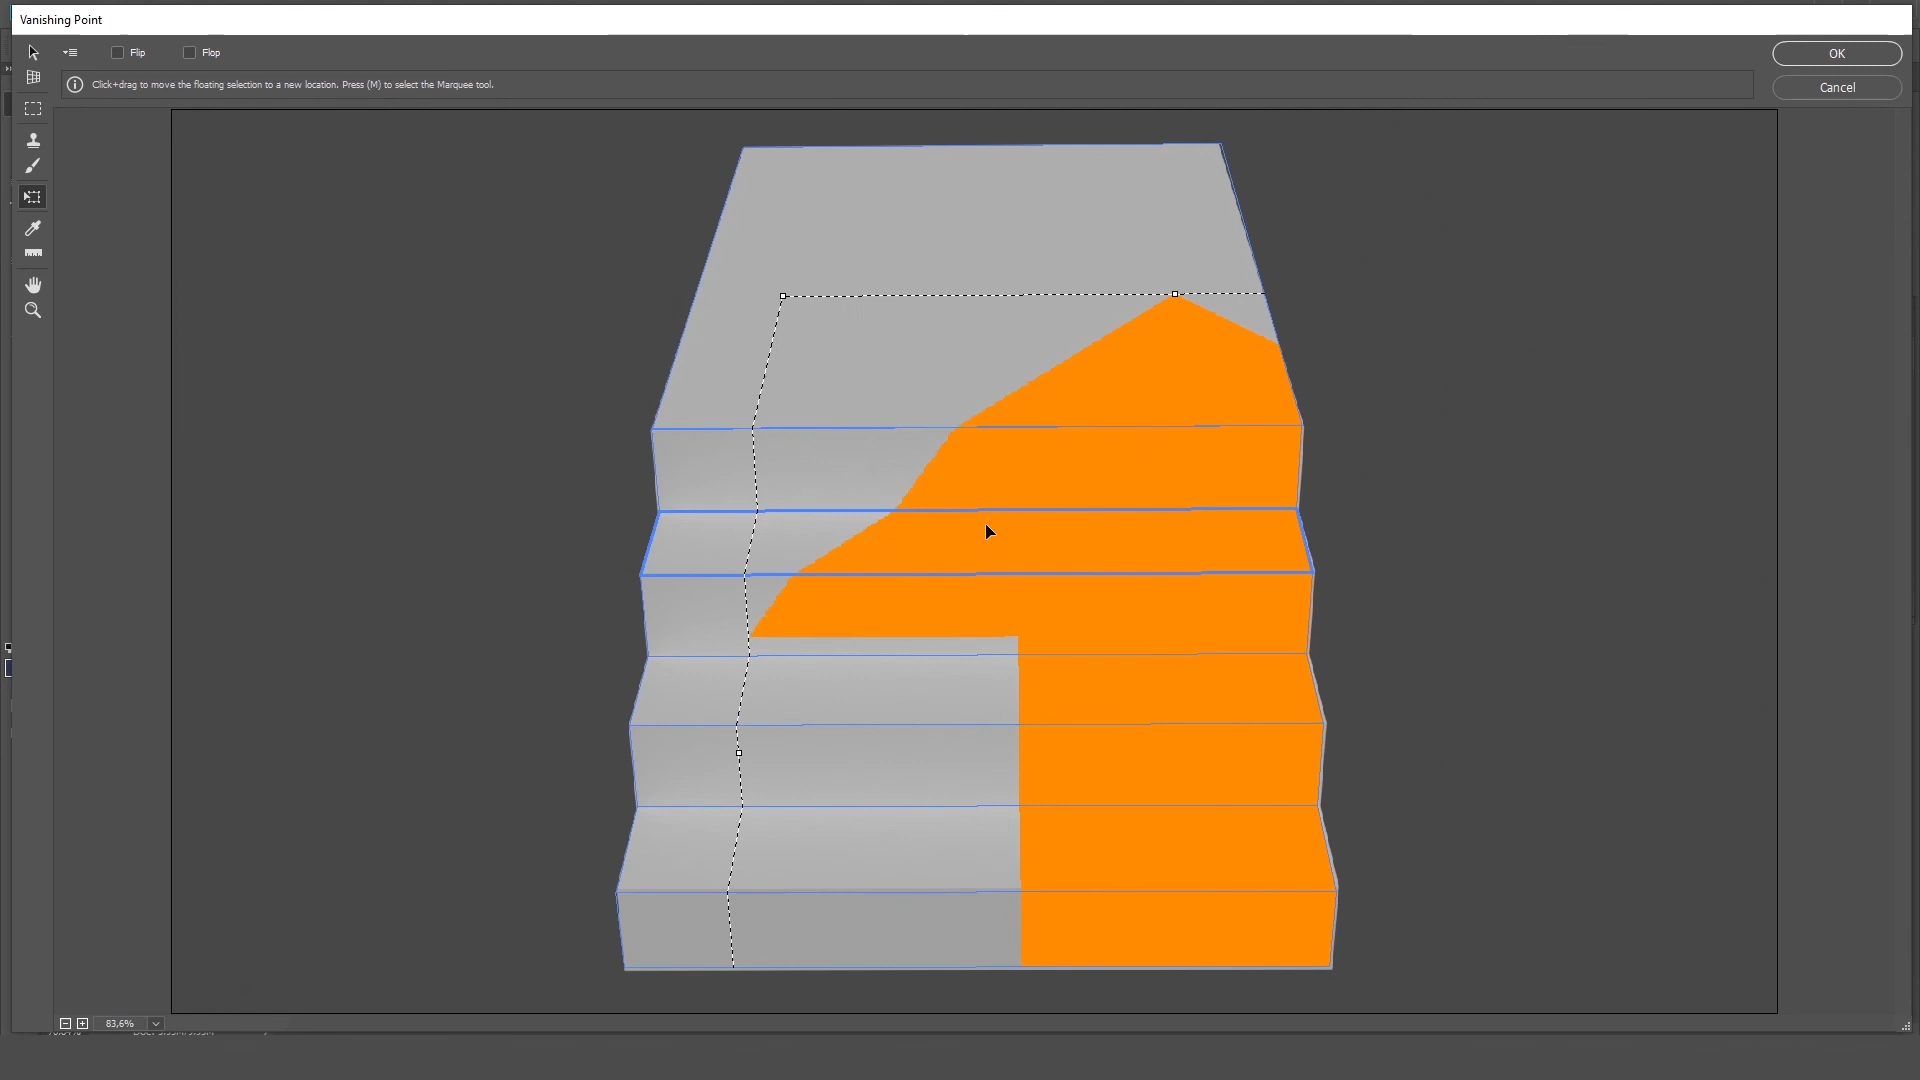 Vanishing Point
Flip
Flop
OK
Click+drag to move the floating selection to a new location. Press (M) to select the Marquee tool.
Cancel
83,6%